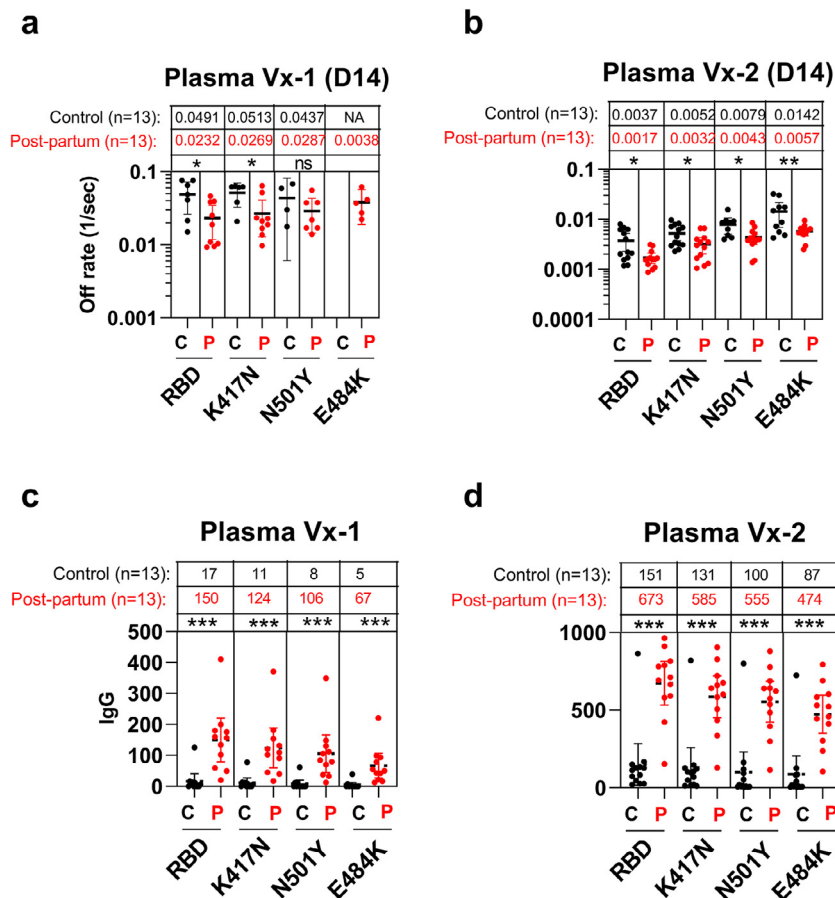 a
Plasma Vx-1 (D14)
Control (n=13): 0.0491 0.0513 0.0437 NA
Post-partum (n=13): 0.0232 0.0269 0.0287 0.0038
* * ns
Off rate (1/sec)
0.1
0.01
0.001
C P C P C P C P
RBD K417N N501Y E484K
b
Plasma Vx-2 (D14)
Control (n=13): 0.0037 0.0052 0.0079 0.0142
Post-partum (n=13): 0.0017 0.0032 0.0043 0.0057
* * * **
0.1
0.01
0.001
0.0001
C P C P C P C P
RBD K417N N501Y E484K
c
Plasma Vx-1
Control (n=13): 17 11 8 5
Post-partum (n=13): 150 124 106 67
*** *** *** ***
IgG
500
400
300
200
100
0
C P C P C P C P
RBD K417N N501Y E484K
d
Plasma Vx-2
Control (n=13): 151 131 100 87
Post-partum (n=13): 673 585 555 474
*** *** *** ***
1000
500
0
C P C P C P C P
RBD K417N N501Y E484K